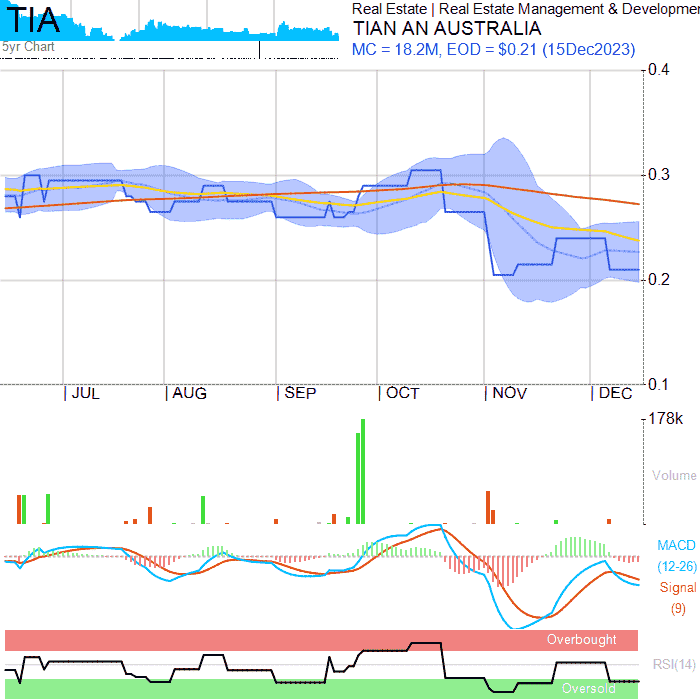 TIA
5yr Chart
Real Estate | Real Estate Management & Developmen
TIAN AN AUSTRALIA
MC = 18.2M, EOD = $0.21 (15Dec2023)
0.4
0.3
0.2
0.1
JUL AUG SEP OCT NOV DEC
178k
Volume
MACD
(12-26)
Signal
(9)
Overbought
RSI(14)
Oversold